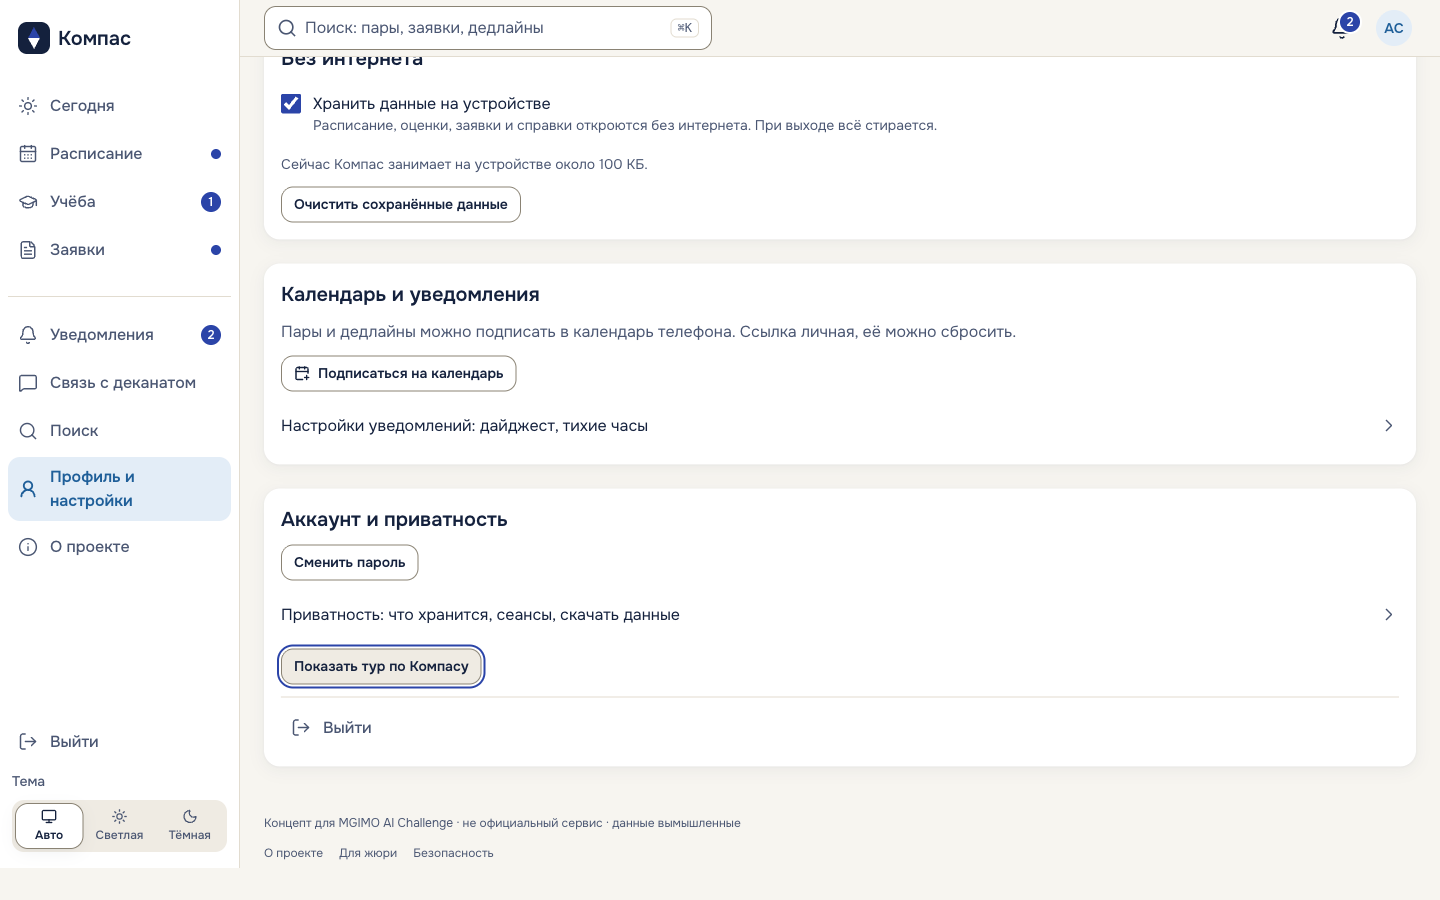 Компас
Сегодня
Расписание
Учёба
1
Заявки
Уведомления
2
Связь с деканатом
Поиск
Профиль и
настройки
О проекте
Выйти
Тема
Авто
Светлая
Тёмная
Поиск: пары, заявки, дедлайны
⌘K
2
АС
Без интернета
Хранить данные на устройстве
Расписание, оценки, заявки и справки откроются без интернета. При выходе всё стирается.
Сейчас Компас занимает на устройстве около 100 КБ.
Очистить сохранённые данные
Календарь и уведомления
Пары и дедлайны можно подписать в календарь телефона. Ссылка личная, её можно сбросить.
Подписаться на календарь
Настройки уведомлений: дайджест, тихие часы
Аккаунт и приватность
Сменить пароль
Приватность: что хранится, сеансы, скачать данные
Показать тур по Компасу
Выйти
Концепт для MGIMO AI Challenge · не официальный сервис · данные вымышленные
О проекте
Для жюри
Безопасность